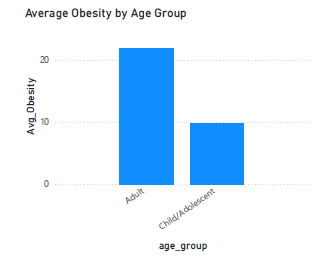 Average Obesity by Age Group
20
10
0
Avg_Obesity
Adult
Child/Adolescent
age_group